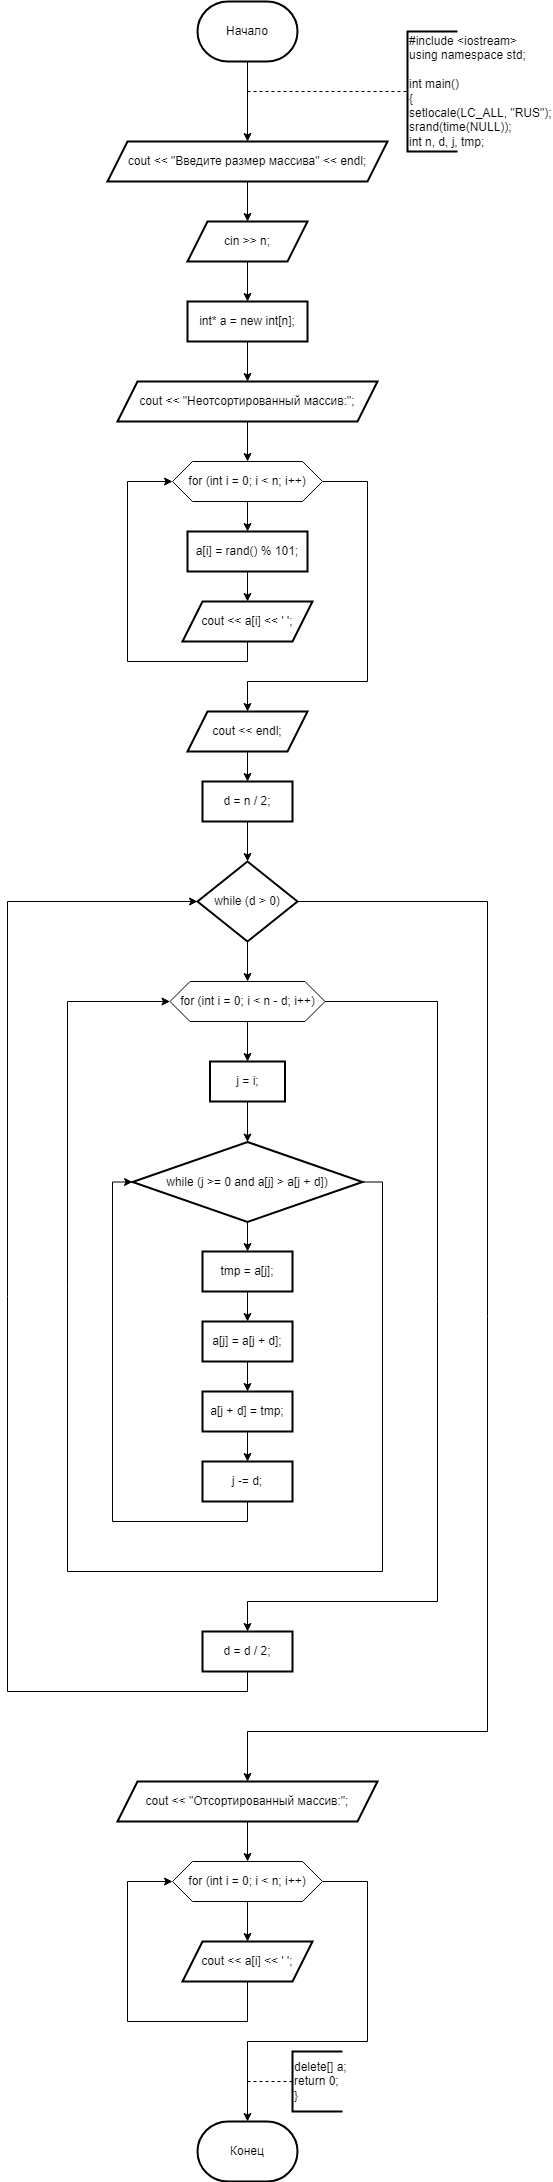 Начало
#include <iostream>
using namespace std;
int main()
{
setlocale(LC_ALL, "RUS");
srand(time(NULL));
int n, d, j, tmp;
cout << "Введите размер массива" << endl;
cin >> n;
int* a = new int[n];
cout << "Неотсортированный массив:";
for (int i = 0; i < n; i++)
a[i] = rand() % 101;
cout << a[i] << ' ';
cout << endl;
d = n / 2;
while (d > 0)
for (int i = 0; i < n - d; i++)
j = i;
while (j >= 0 and a[j] > a[j + d])
tmp = a[j];
a[j] = a[j + d];
a[j + d] = tmp;
j -= d;
d = d / 2;
cout << "Отсортированный массив:";
for (int i = 0; i < n; i++)
cout << a[i] << ' ';
delete[] a;
return 0;
}
Конец